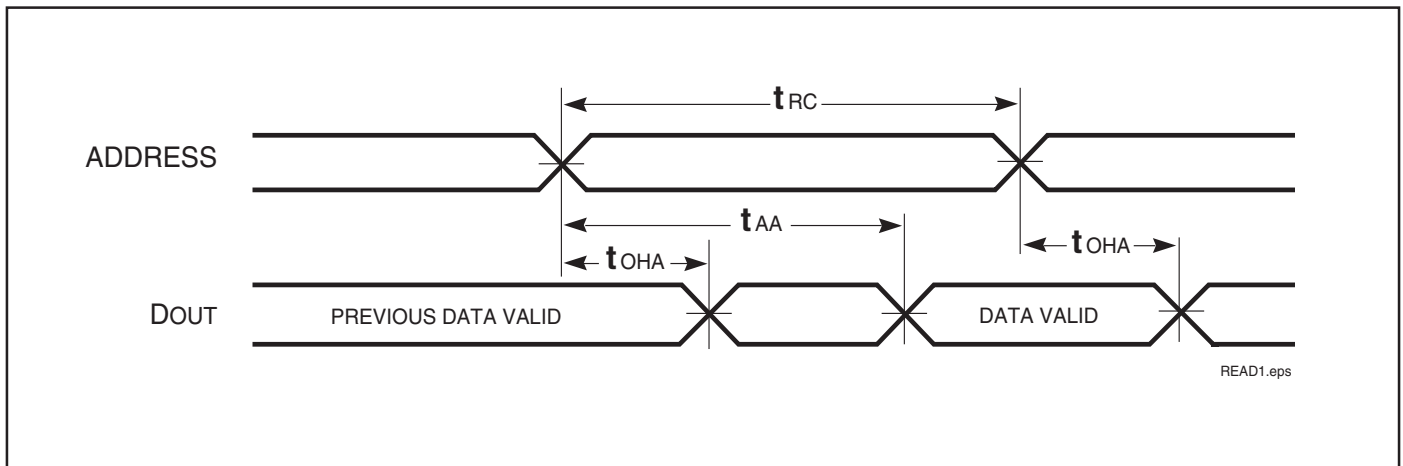 tRC
ADDRESS
tAA
tOHA
tOHA
DOUT
PREVIOUS DATA VALID
DATA VALID
READ1.eps